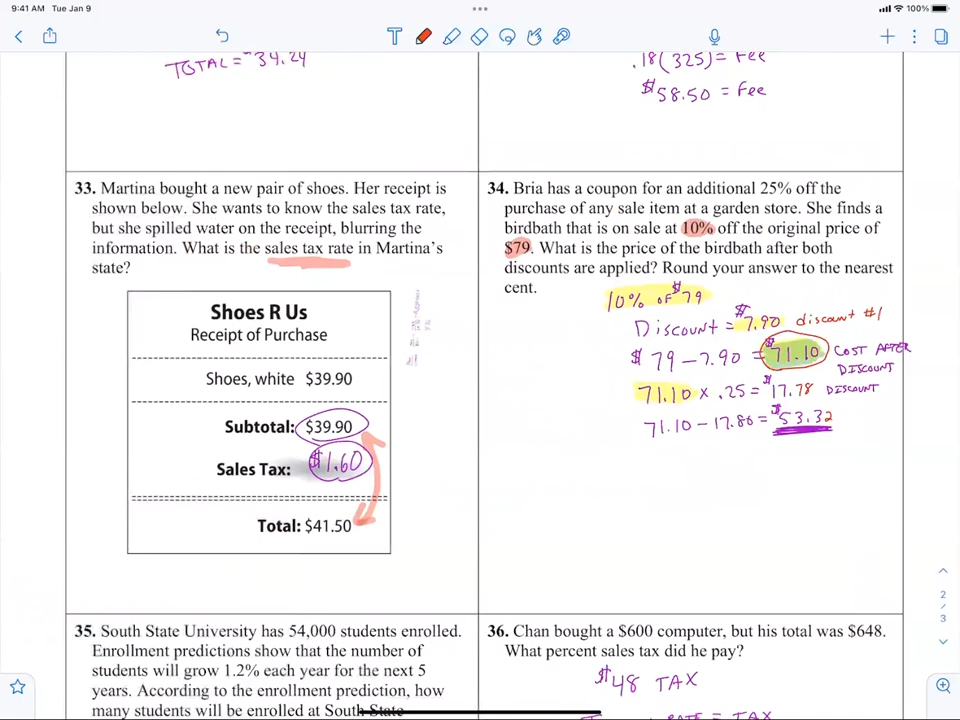 9:41 AM Tue Jan 9
100%
TOTAL = $34.24
.18(325) = Fee
$58.50 = Fee
33. Martina bought a new pair of shoes. Her receipt is
shown below. She wants to know the sales tax rate,
but she spilled water on the receipt, blurring the
information. What is the sales tax rate in Martina's
state?
Shoes R Us
Receipt of Purchase
Shoes, white $39.90
Subtotal: $39.90
Sales Tax: $1.60
Total: $41.50
34. Bria has a coupon for an additional 25% off the
purchase of any sale item at a garden store. She finds a
birdbath that is on sale at 10% off the original price of
$79. What is the price of the birdbath after both
discounts are applied? Round your answer to the nearest
cent.
10% OF $79
Discount = $7.90 discount #1
$79 – 7.90 = $71.10 COST AFTER
DISCOUNT
71.10 x .25 = $17.78 DISCOUNT
71.10 – 17.80 = $53.32
35. South State University has 54,000 students enrolled.
Enrollment predictions show that the number of
students will grow 1.2% each year for the next 5
years. According to the enrollment prediction, how
many students will be enrolled at South State
36. Chan bought a $600 computer, but his total was $648.
What percent sales tax did he pay?
$48 TAX
RATE = TAX
2
/
3